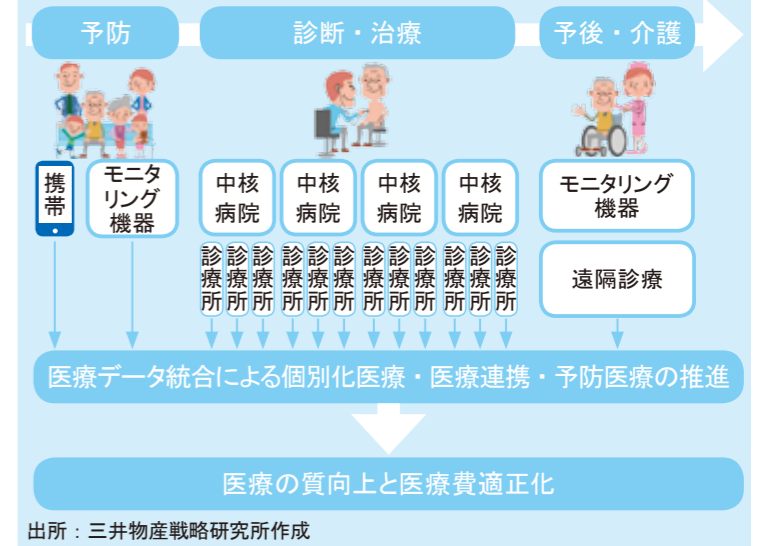 予防
診断・治療
予後・介護
携帯
モニタ
リング
機器
中核
病院
中核
病院
中核
病院
中核
病院
診療所
診療所
診療所
診療所
診療所
診療所
診療所
診療所
診療所
診療所
診療所
診療所
モニタリング
機器
遠隔診療
医療データ統合による個別化医療・医療連携・予防医療の推進
医療の質向上と医療費適正化
出所：三井物産戦略研究所作成